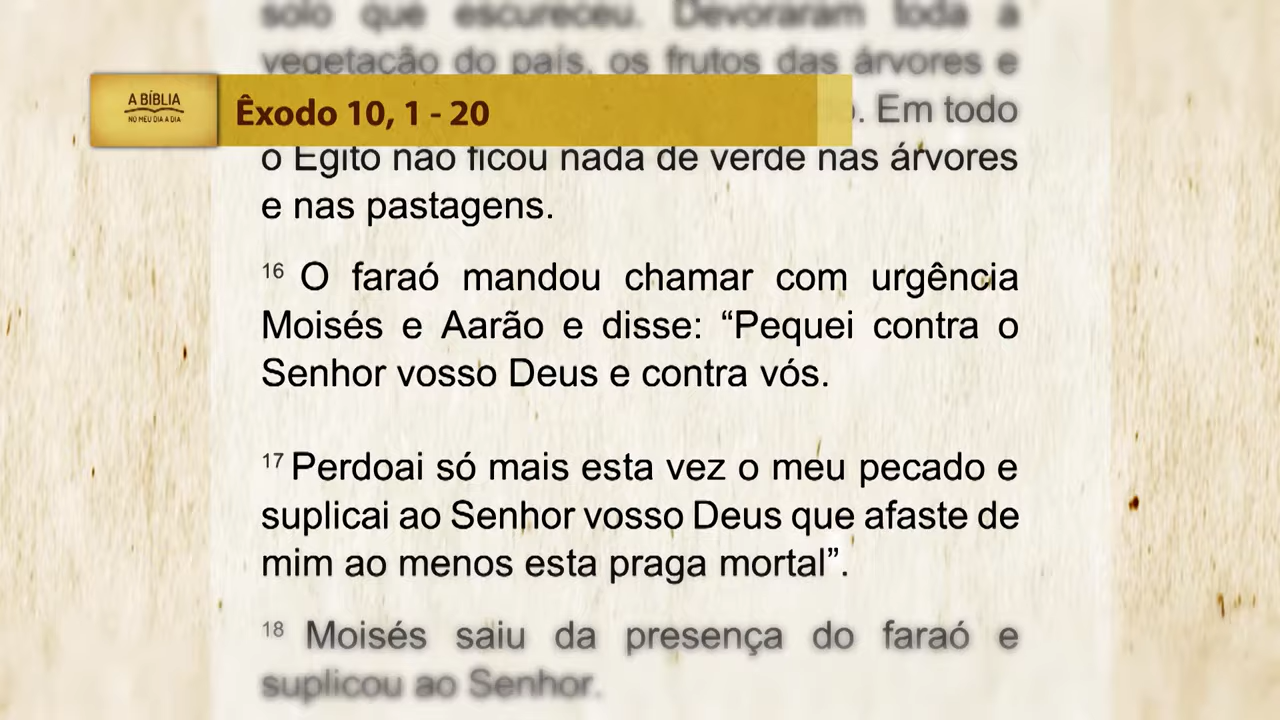 solo que escureceu. Devoraram toda a
vegetação do país, os frutos das árvores e
A BÍBLIA
NO MEU DIA A DIA
Êxodo 10, 1 - 20
. Em todo
o Egito não ficou nada de verde nas árvores
e nas pastagens.
16 O faraó mandou chamar com urgência
Moisés e Aarão e disse: “Pequei contra o
Senhor vosso Deus e contra vós.
17 Perdoai só mais esta vez o meu pecado e
suplicai ao Senhor vosso Deus que afaste de
mim ao menos esta praga mortal”.
18 Moisés saiu da presença do faraó e
suplicou ao Senhor.